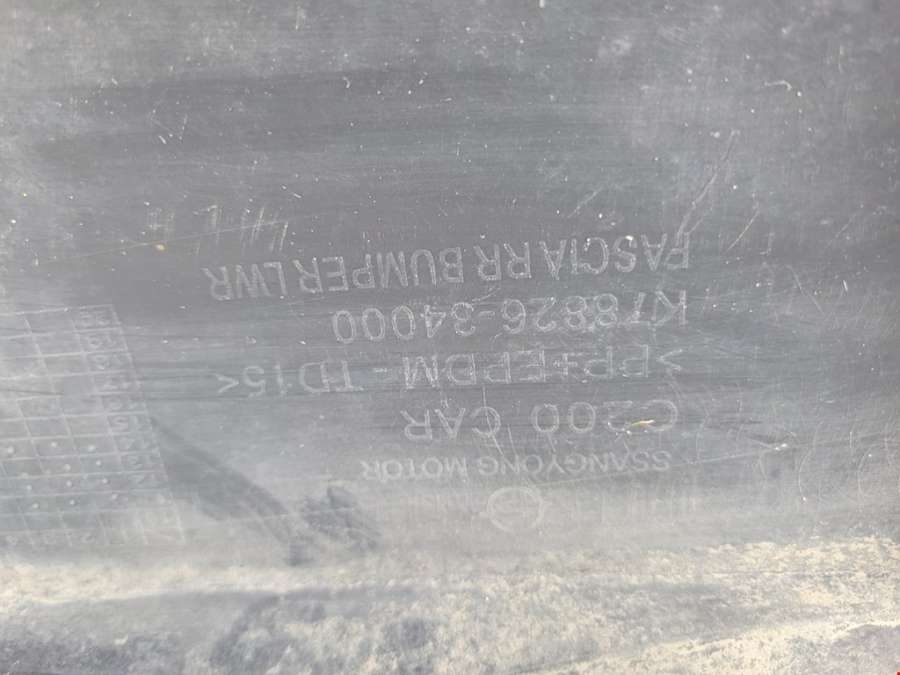 SSANGYONG MOTOR
C200 CAR
>PP+EPDM-TD15<
K78826-34000
FASCIA RR BUMPER LWR